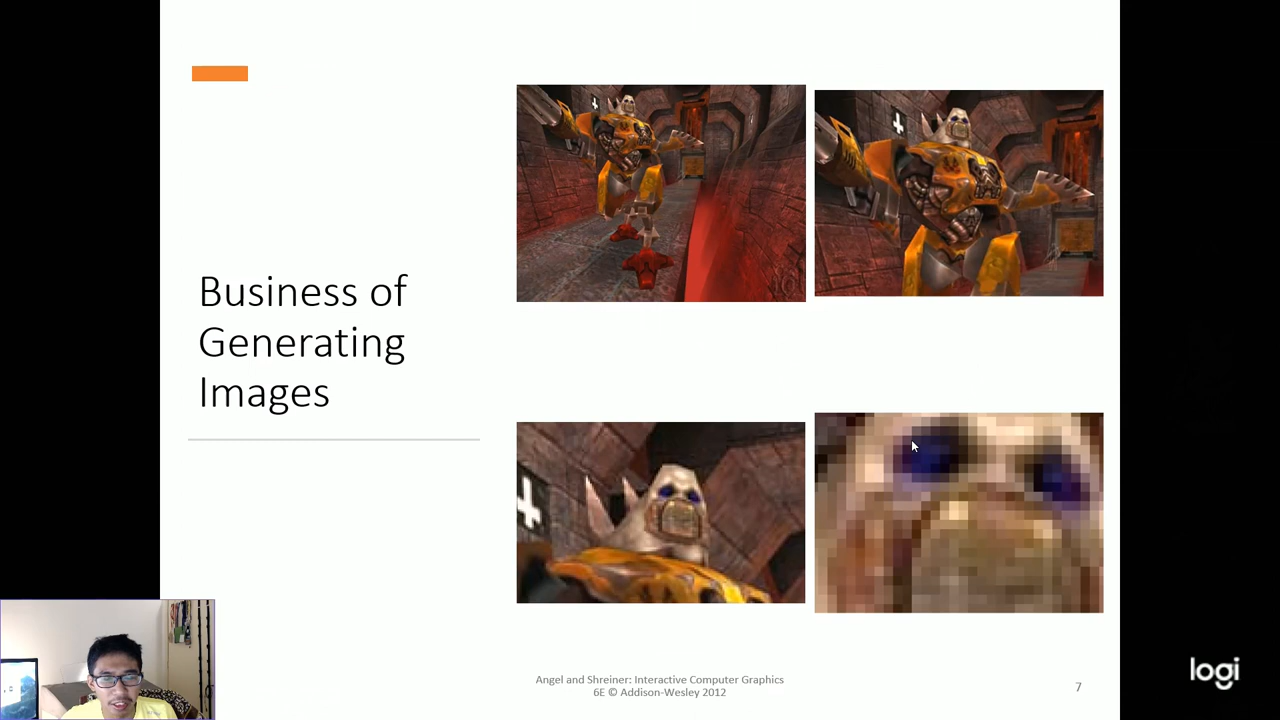 Business of
Generating
Images
Angel and Shreiner: Interactive Computer Graphics
6E © Addison-Wesley 2012
7
logi